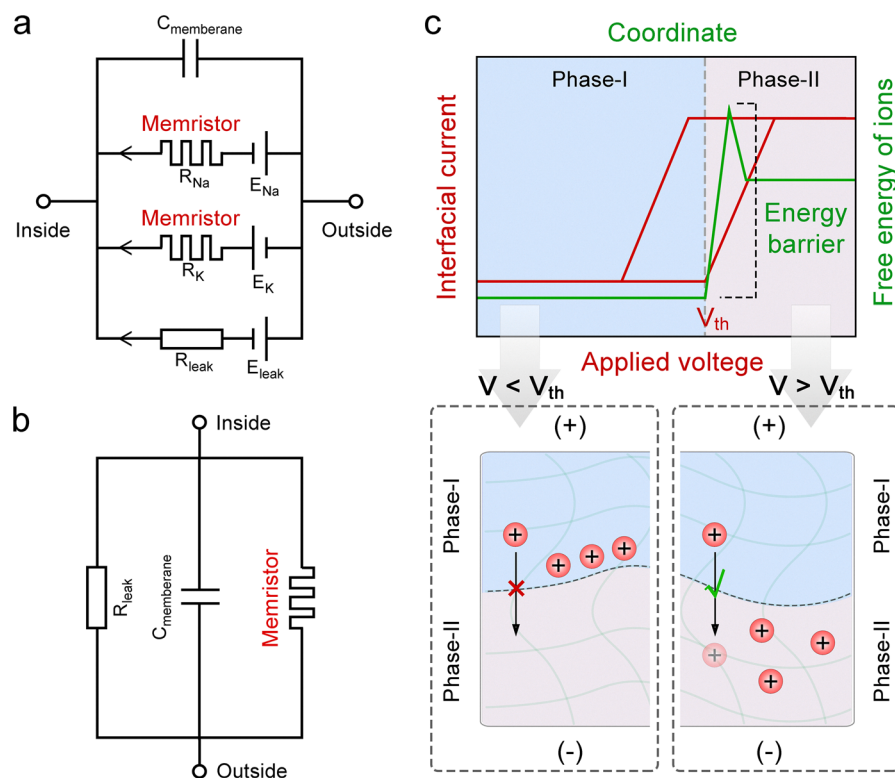 a
C_memberane
Memristor
R_Na
E_Na
Inside
Outside
Memristor
R_K
E_K
R_leak
E_leak
b
Inside
R_leak
C_memberane
Memristor
Outside
c
Coordinate
Phase-I
Phase-II
Interfacial current
Free energy of ions
Energy
barrier
V_th
Applied voltege
V < V_th
V > V_th
(+)
(+)
Phase-I
+
+
+
+
+
Phase-I
Phase-II
+
+
+
+
Phase-II
(-)
(-)